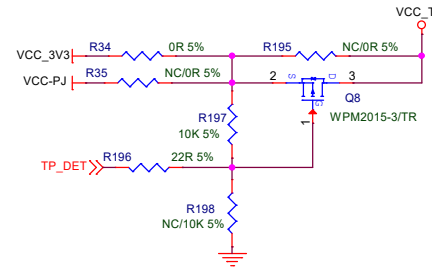 VCC_T
R34 0R 5% R195 NC/0R 5%
VCC_3V3
R35 NC/0R 5% 2 S D 3
VCC-PJ
G Q8
R197 WPM2015-3/TR
10K 5% 1
R196 22R 5%
TP_DET
R198
NC/10K 5%